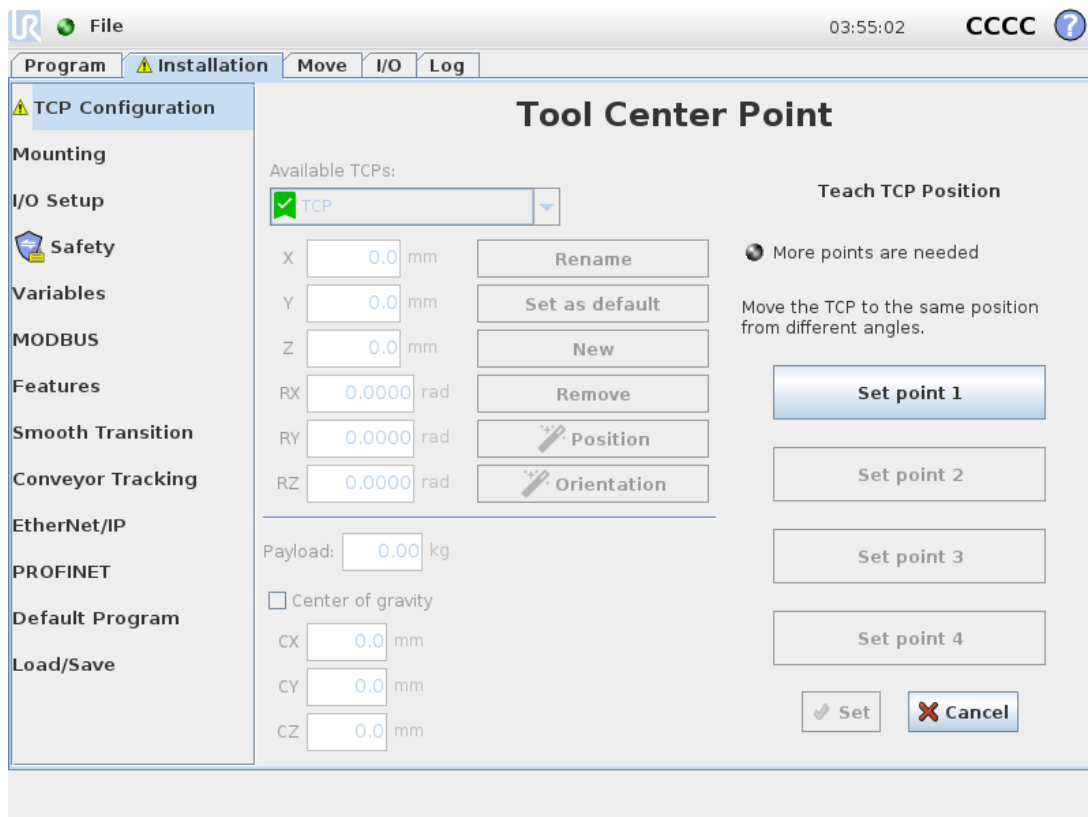 UR File 03:55:02 CCCC ?
Program Installation Move I/O Log
TCP Configuration
Mounting
I/O Setup
Safety
Variables
MODBUS
Features
Smooth Transition
Conveyor Tracking
EtherNet/IP
PROFINET
Default Program
Load/Save
Tool Center Point
Available TCPs:
TCP
X 0.0 mm Rename
Y 0.0 mm Set as default
Z 0.0 mm New
RX 0.0000 rad Remove
RY 0.0000 rad Position
RZ 0.0000 rad Orientation
Payload: 0.00 kg
Center of gravity
CX 0.0 mm
CY 0.0 mm
CZ 0.0 mm
Teach TCP Position
More points are needed
Move the TCP to the same position
from different angles.
Set point 1
Set point 2
Set point 3
Set point 4
Set Cancel